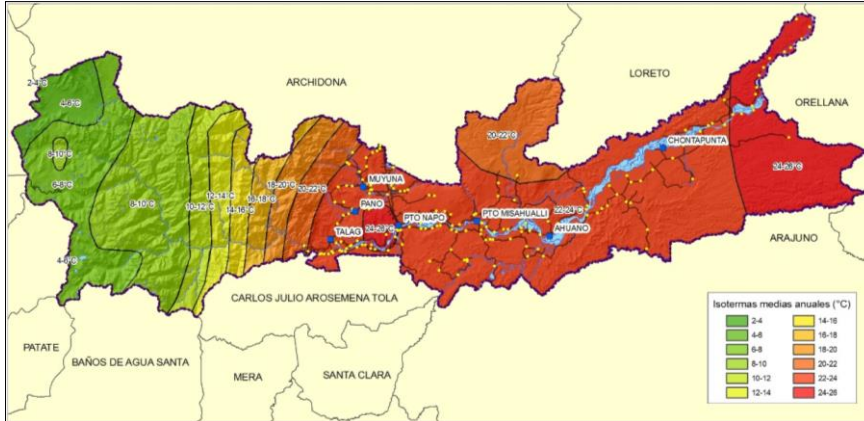 ARCHIDONA
LORETO
ORELLANA
2-4°C
4-6°C
8-10°C
6-8°C
8-10°C
4-6°C
10-12°C
12-14°C
14-16°C
16-18°C
18-20°C
20-22°C
20-22°C
22-24°C
24-26°C
24-26°C
CHONTAPUNTA
MUYUNA
PANO
TALAG
PTO NAPO
PTO MISAHUALLI
AHUANO
ARAJUNO
CARLOS JULIO AROSEMENA TOLA
PATATE
BAÑOS DE AGUA SANTA
MERA
SANTA CLARA
Isotermas medias anuales (°C)
2-4
4-6
6-8
8-10
10-12
12-14
14-16
16-18
18-20
20-22
22-24
24-26